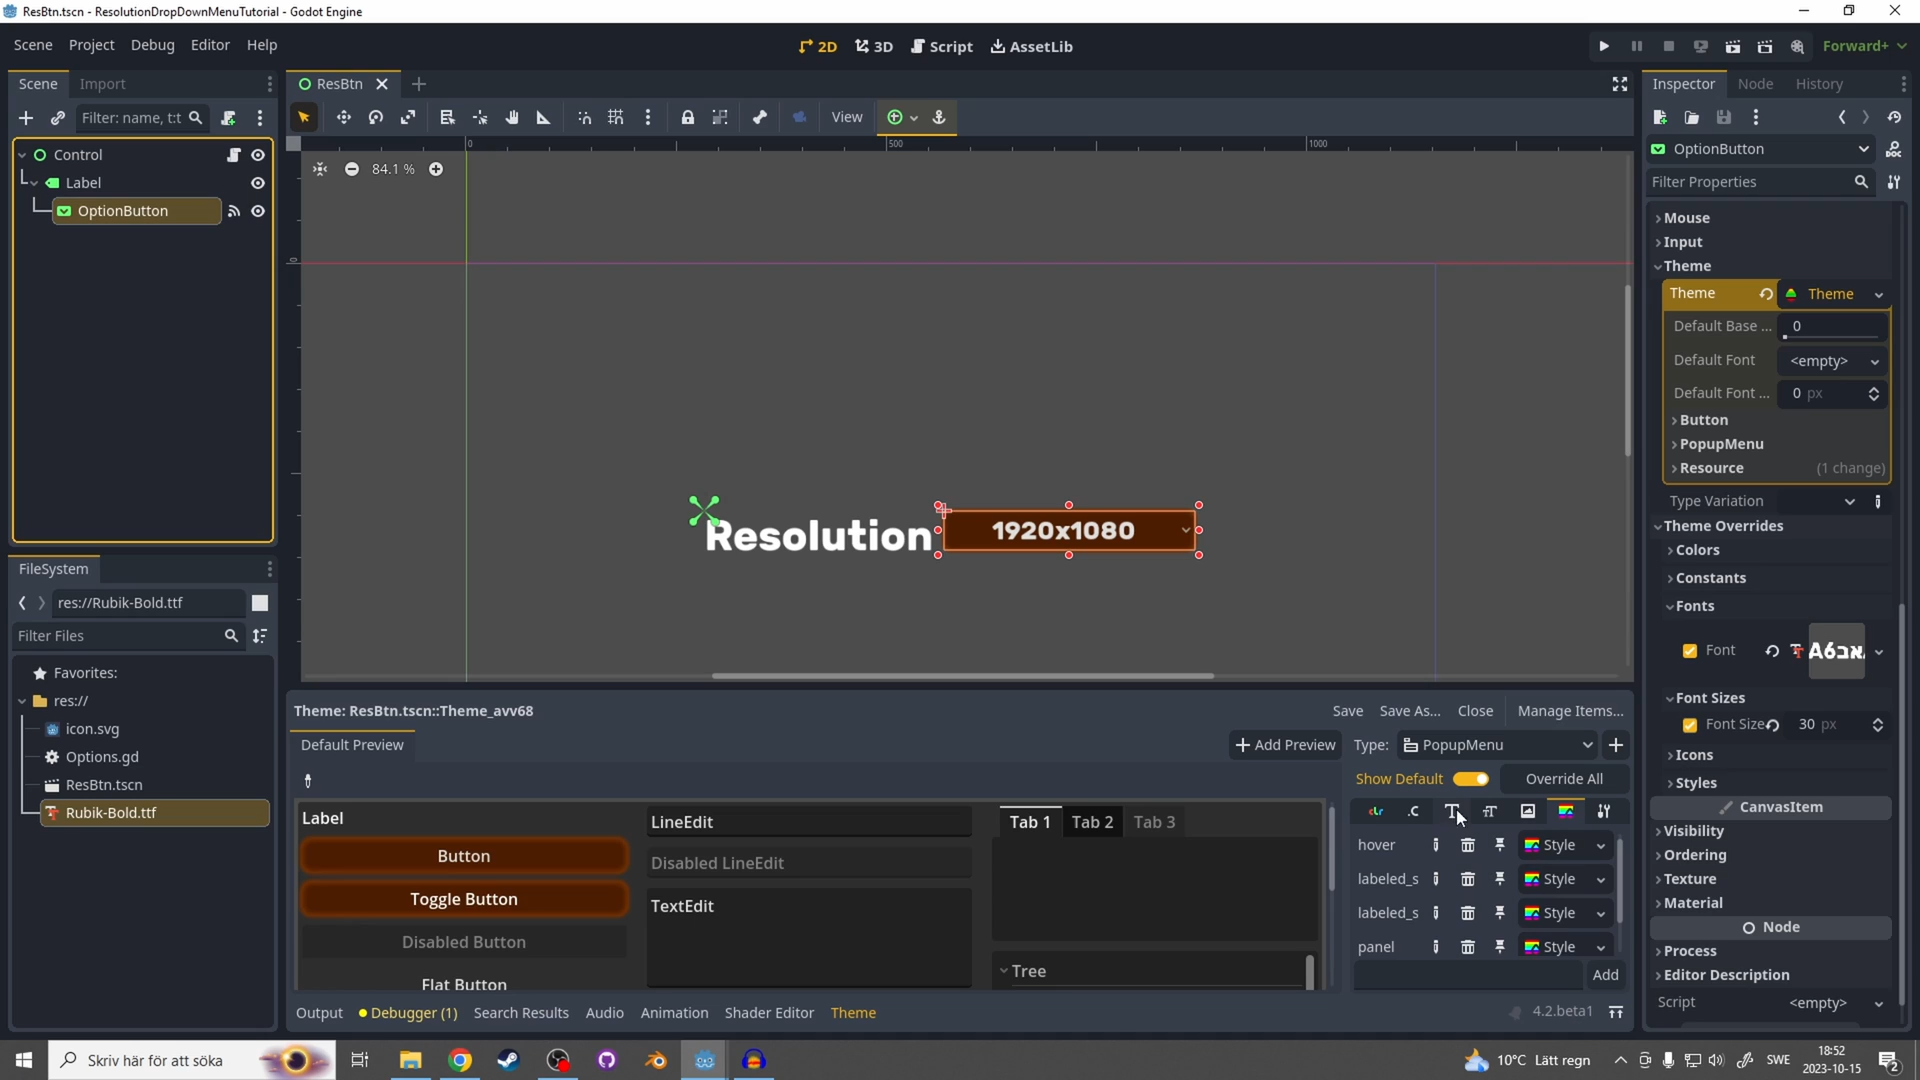 ResBtn.tscn - ResolutionDropDownMenuTutorial - Godot Engine
Scene Project Debug Editor Help
2D 3D Script AssetLib
Forward+
Scene Import
Filter: name, t:t
Control
Label
OptionButton
ResBtn
View
0 500 1000
0
84.1 %
Resolution
1920x1080
FileSystem
res://Rubik-Bold.ttf
Filter Files
Favorites:
res://
icon.svg
Options.gd
ResBtn.tscn
Rubik-Bold.ttf
Theme: ResBtn.tscn::Theme_avv68
Save Save As... Close Manage Items...
Default Preview
Add Preview
Type: PopupMenu
Show Default Override All
Label
Button
Toggle Button
Disabled Button
Flat Button
LineEdit
Disabled LineEdit
TextEdit
Tab 1 Tab 2 Tab 3
Tree
clr .C
hover Style
labeled_s Style
labeled_s Style
panel Style
Add
Output Debugger (1) Search Results Audio Animation Shader Editor Theme
4.2.beta1
Inspector Node History
OptionButton
DOC
Filter Properties
Mouse
Input
Theme
Theme Theme
Default Base ... 0
Default Font <empty>
Default Font ... 0 px
Button
PopupMenu
Resource (1 change)
Type Variation
Theme Overrides
Colors
Constants
Fonts
Font
Font Sizes
Font Size 30 px
Icons
Styles
CanvasItem
Visibility
Ordering
Texture
Material
Node
Process
Editor Description
Script <empty>
Skriv här för att söka
10°C Lätt regn
SWE
18:52
2023-10-15
2